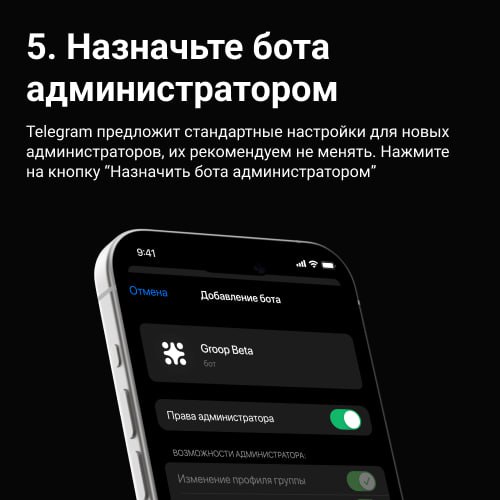 5. Назначьте бота
администратором
Telegram предложит стандартные настройки для новых
администраторов, их рекомендуем не менять. Нажмите
на кнопку “Назначить бота администратором”
9:41
Отмена
Добавление бота
Groop Beta
бот
Права администратора
ВОЗМОЖНОСТИ АДМИНИСТРАТОРА:
Изменение профиля группы